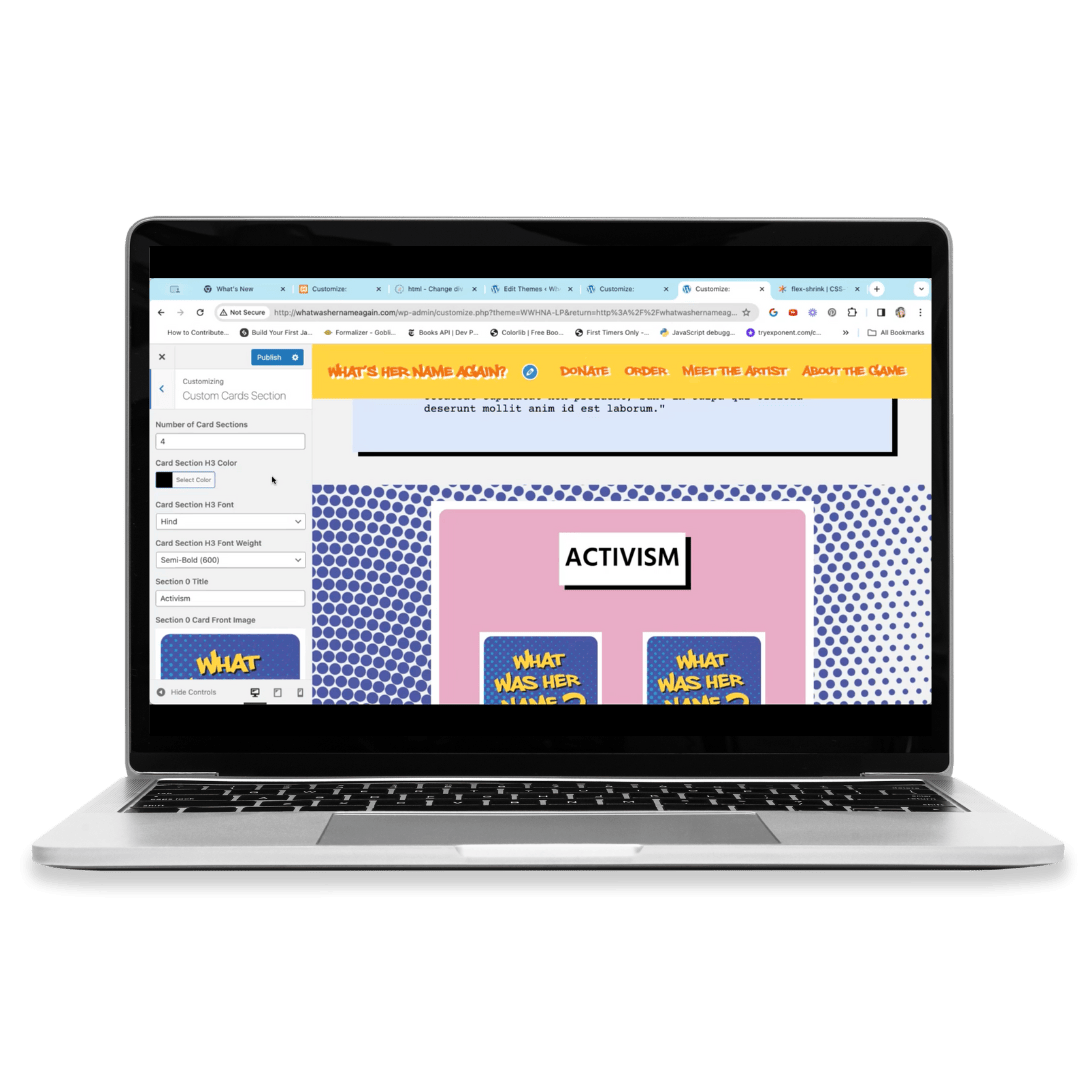 What's New
Customize:
html - Change di
Edit Themes ‹ Wh
Customize:
Customize:
flex-shrink | CSS-
Not Secure
http://whatwashernameagain.com/wp-admin/customize.php?theme=WWHNA-LP&return=http%3A%2F%2Fwhatwashernameag...
How to Contribute...
Build Your First Ja...
Formalizer - Gobli...
Books API | Dev P...
Colorlib | Free Boo...
First Timers Only -...
JavaScript debugg...
tryexponent.com/c...
»
All Bookmarks
Publish
Customizing
Custom Cards Section
Number of Card Sections
4
Card Section H3 Color
Select Color
Card Section H3 Font
Hind
Card Section H3 Font Weight
Semi-Bold (600)
Section 0 Title
Activism
Section 0 Card Front Image
WHAT
Hide Controls
WHAT'S HER NAME AGAIN?
DONATE
ORDER
MEET THE ARTIST
ABOUT THE GAME
deserunt mollit anim id est laborum."
ACTIVISM
WHAT
WAS HER
NAME ?
WHAT
WAS HER
NAME ?